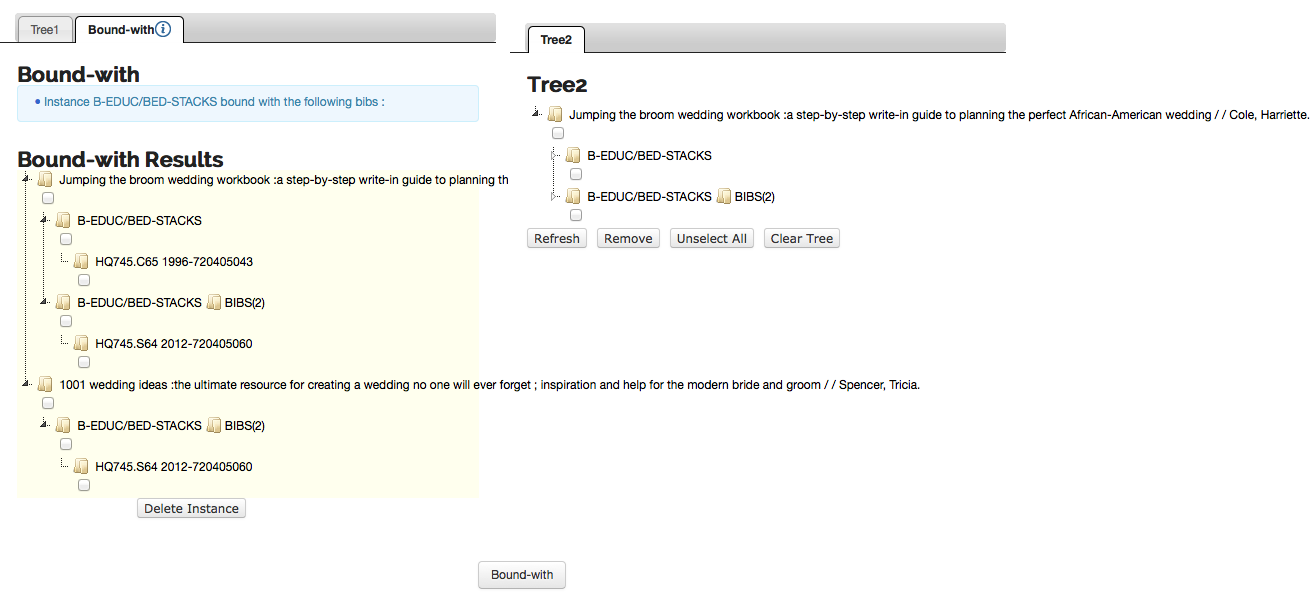 Tree1
Bound-with
Bound-with
• Instance B-EDUC/BED-STACKS bound with the following bibs :
Bound-with Results
Jumping the broom wedding workbook :a step-by-step write-in guide to planning th
B-EDUC/BED-STACKS
HQ745.C65 1996-720405043
B-EDUC/BED-STACKS BIBS(2)
HQ745.S64 2012-720405060
1001 wedding ideas :the ultimate resource for creating a wedding no one will ever forget ; inspiration and help for the modern bride and groom / / Spencer, Tricia.
B-EDUC/BED-STACKS BIBS(2)
HQ745.S64 2012-720405060
Delete Instance
Tree2
Tree2
Jumping the broom wedding workbook :a step-by-step write-in guide to planning the perfect African-American wedding / / Cole, Harriette.
B-EDUC/BED-STACKS
B-EDUC/BED-STACKS BIBS(2)
Refresh Remove Unselect All Clear Tree
Bound-with